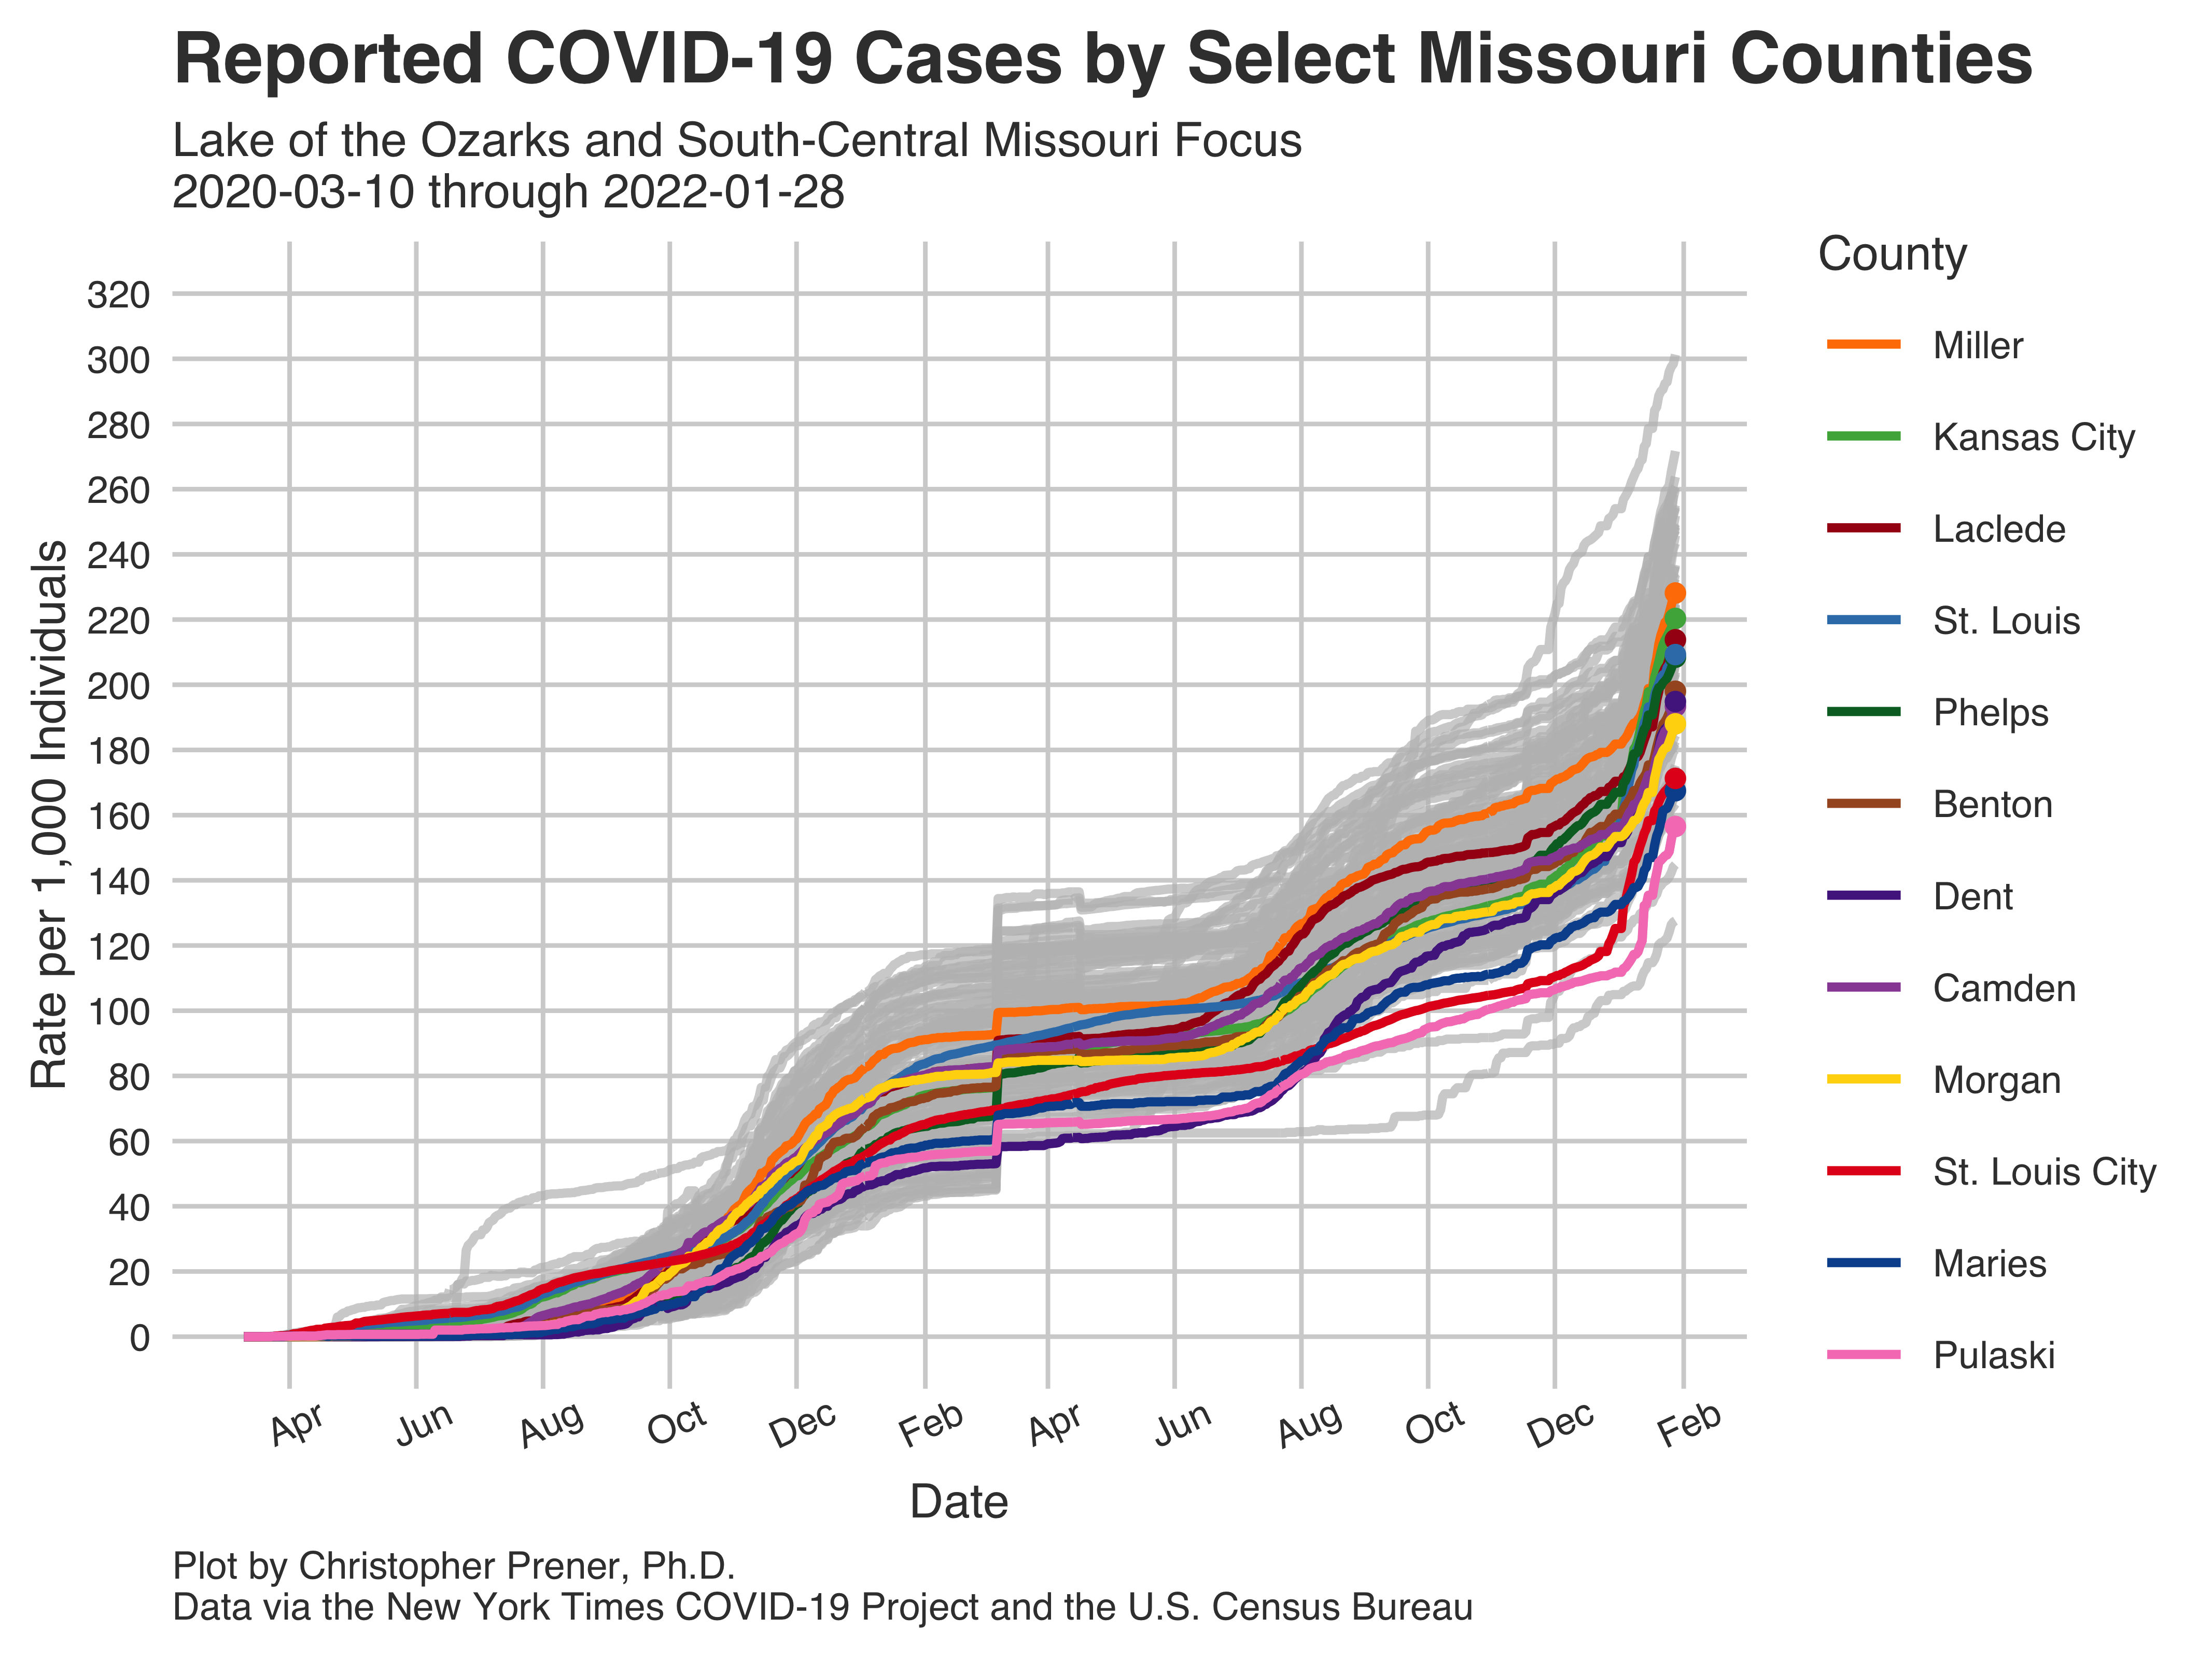 Reported COVID-19 Cases by Select Missouri Counties
Lake of the Ozarks and South-Central Missouri Focus
2020-03-10 through 2022-01-28
County
Miller
Kansas City
Laclede
St. Louis
Phelps
Benton
Dent
Camden
Morgan
St. Louis City
Maries
Pulaski
Rate per 1,000 Individuals
320
300
280
260
240
220
200
180
160
140
120
100
80
60
40
20
0
Apr
Jun
Aug
Oct
Dec
Feb
Apr
Jun
Aug
Oct
Dec
Feb
Date
Plot by Christopher Prener, Ph.D.
Data via the New York Times COVID-19 Project and the U.S. Census Bureau